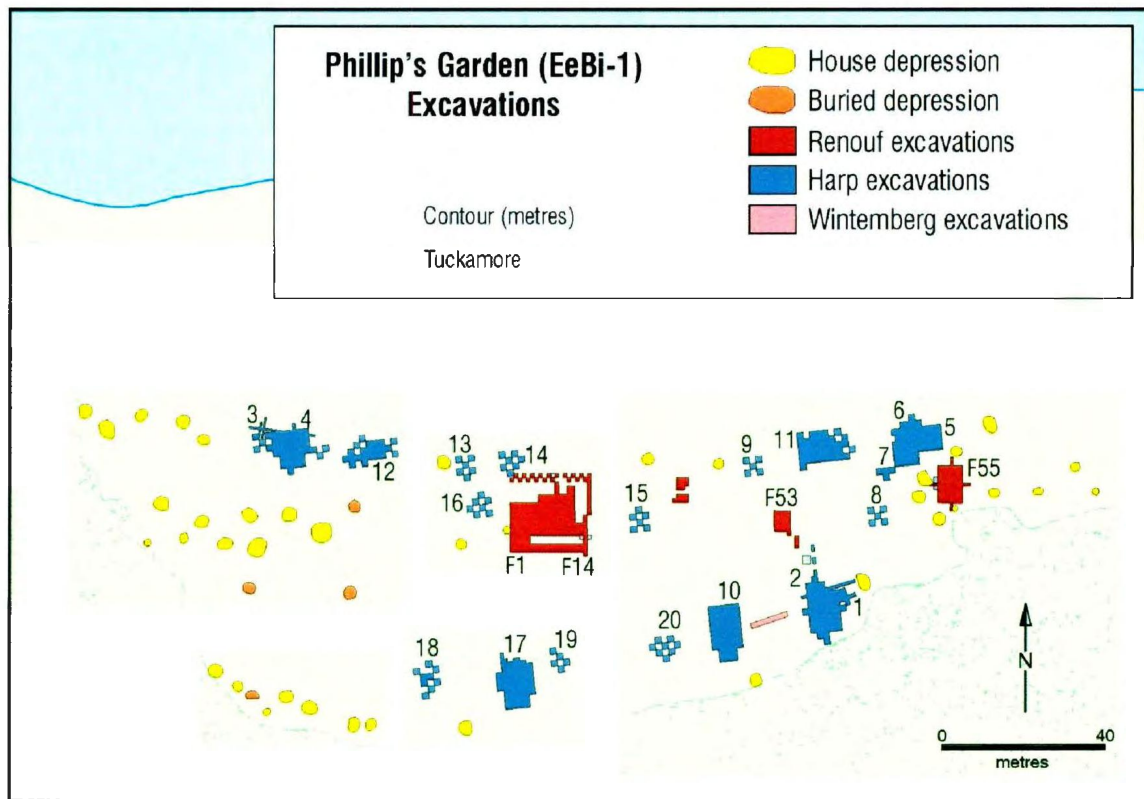 Phillip's Garden (EeBi-1)
Excavations
Contour (metres)
Tuckamore
House depression
Buried depression
Renouf excavations
Harp excavations
Wintemberg excavations
3
4
12
13
14
16
F1
F14
15
9
11
6
5
7
8
F55
F53
2
1
10
20
18
17
19
N
0
40
metres